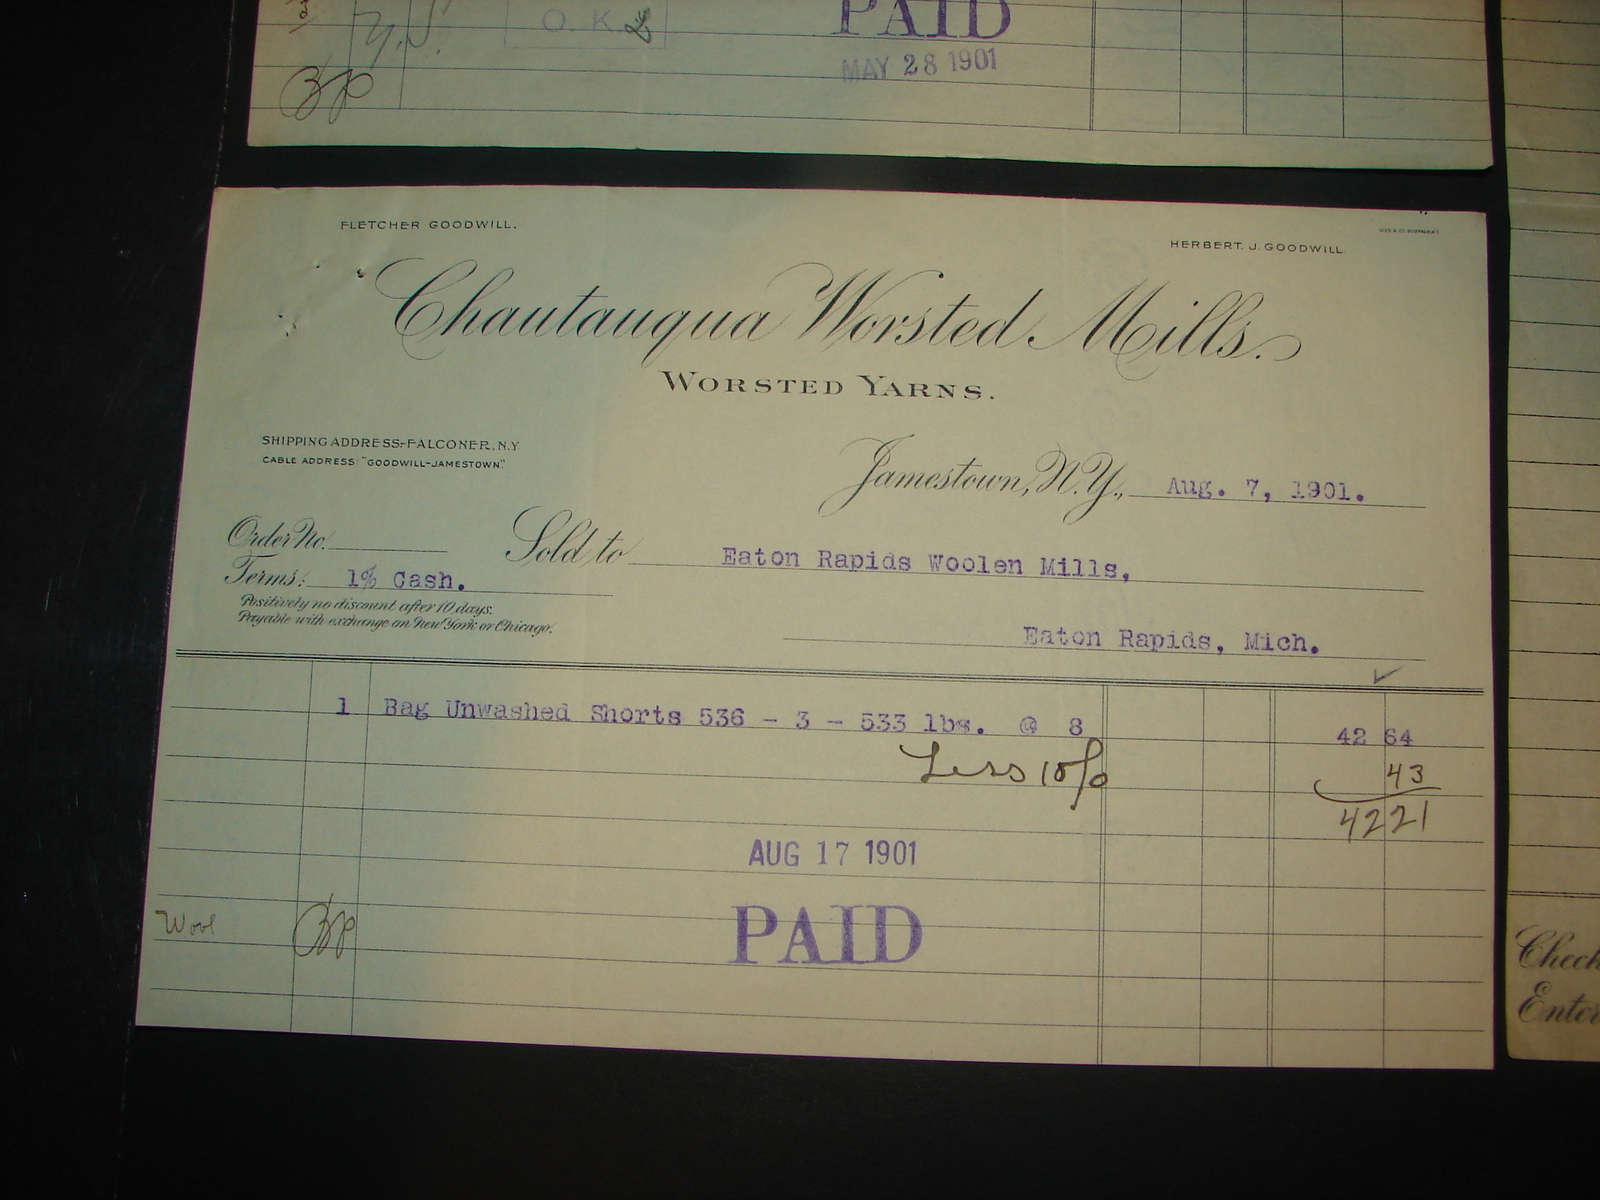 O. K.
PAID
MAY 28 1901
FLETCHER GOODWILL.
HERBERT. J. GOODWILL.
Chautauqua Worsted Mills.
WORSTED YARNS.
SHIPPING ADDRESS:-FALCONER, N.Y.
CABLE ADDRESS: "GOODWILL-JAMESTOWN".
Jamestown, N.Y., Aug. 7, 1901.
Order No.
Sold to Eaton Rapids Woolen Mills,
Terms: 1% Cash.
Positively no discount after 10 days.
Payable with exchange on New York or Chicago.
Eaton Rapids, Mich.
1 Bag Unwashed Shorts 536 - 3 - 533 lbs. @ 8 42 64
Less 1% 43
42 21
AUG 17 1901
PAID
Wool
Check
Enter